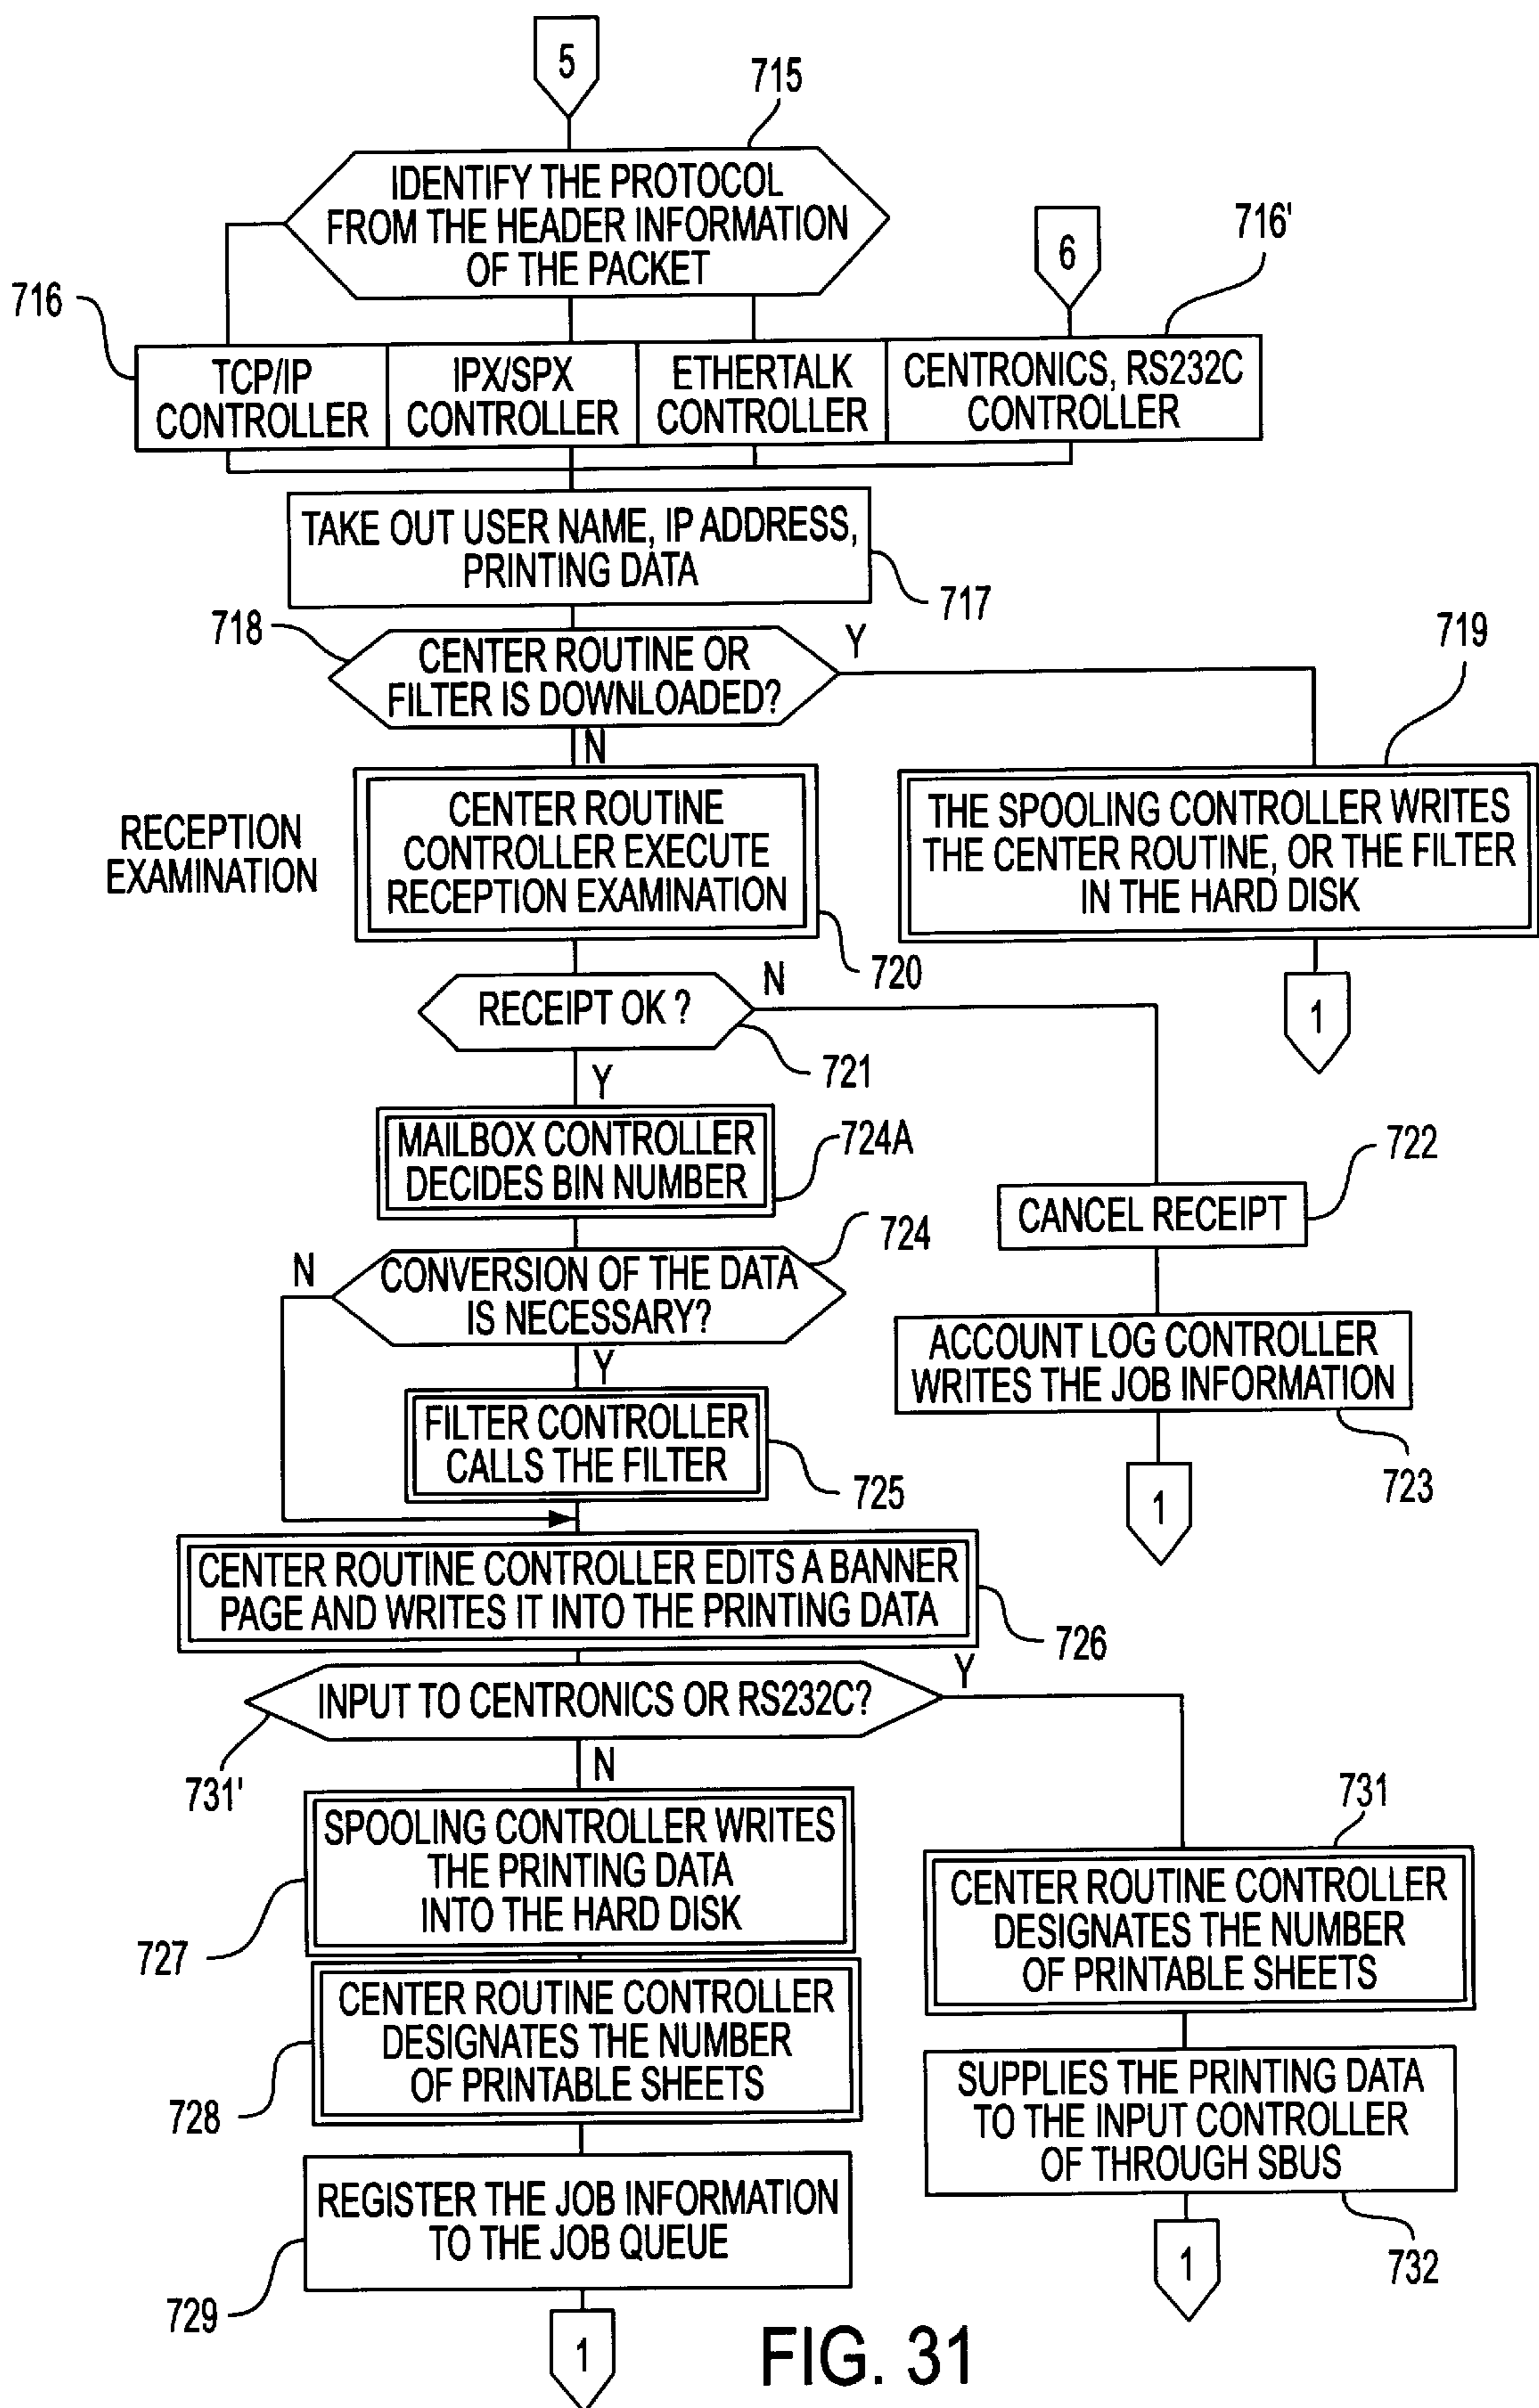 5
715
IDENTIFY THE PROTOCOL
FROM THE HEADER INFORMATION
OF THE PACKET
6
716'
716
TCP/IP
CONTROLLER
IPX/SPX
CONTROLLER
ETHERTALK
CONTROLLER
CENTRONICS, RS232C
CONTROLLER
TAKE OUT USER NAME, IP ADDRESS,
PRINTING DATA
717
718
CENTER ROUTINE OR
FILTER IS DOWNLOADED?
Y
719
N
RECEPTION
EXAMINATION
CENTER ROUTINE
CONTROLLER EXECUTE
RECEPTION EXAMINATION
720
THE SPOOLING CONTROLLER WRITES
THE CENTER ROUTINE, OR THE FILTER
IN THE HARD DISK
1
RECEIPT OK ?
N
721
Y
MAILBOX CONTROLLER
DECIDES BIN NUMBER
724A
722
CANCEL RECEIPT
724
N
CONVERSION OF THE DATA
IS NECESSARY?
Y
ACCOUNT LOG CONTROLLER
WRITES THE JOB INFORMATION
723
1
FILTER CONTROLLER
CALLS THE FILTER
725
CENTER ROUTINE CONTROLLER EDITS A BANNER
PAGE AND WRITES IT INTO THE PRINTING DATA
726
INPUT TO CENTRONICS OR RS232C?
Y
731'
N
SPOOLING CONTROLLER WRITES
THE PRINTING DATA
INTO THE HARD DISK
727
731
CENTER ROUTINE CONTROLLER
DESIGNATES THE NUMBER
OF PRINTABLE SHEETS
CENTER ROUTINE CONTROLLER
DESIGNATES THE NUMBER
OF PRINTABLE SHEETS
728
SUPPLIES THE PRINTING DATA
TO THE INPUT CONTROLLER
OF THROUGH SBUS
732
1
REGISTER THE JOB INFORMATION
TO THE JOB QUEUE
729
1
FIG. 31